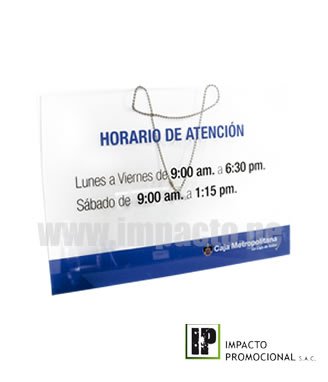 HORARIO DE ATENCIÓN
Lunes a Viernes de 9:00 am. a 6:30 pm.
Sábado de 9:00 am. a 1:15 pm.
www.impacto.pe
Caja Metropolitana
IP IMPACTO
PROMOCIONAL S.A.C.